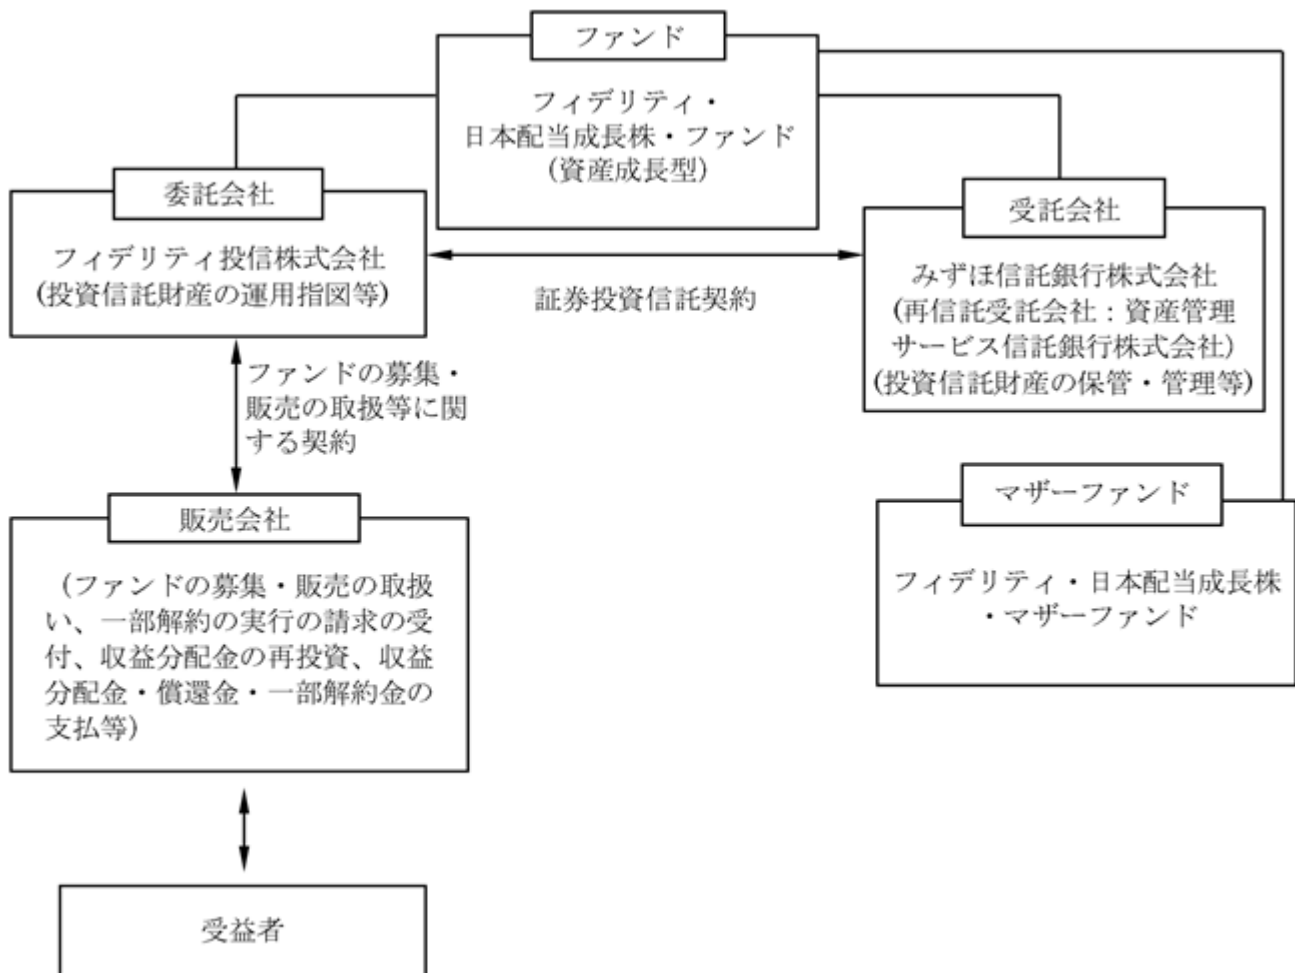 ファンド
フィデリティ・
日本配当成長株・ファンド
(資産成長型)
委託会社
フィデリティ投信株式会社
(投資信託財産の運用指図等)
証券投資信託契約
受託会社
みずほ信託銀行株式会社
(再信託受託会社：資産管理
サービス信託銀行株式会社)
(投資信託財産の保管・管理等)
ファンドの募集・
販売の取扱等に関
する契約
マザーファンド
フィデリティ・日本配当成長株
・マザーファンド
販売会社
(ファンドの募集・販売の取扱
い、一部解約の実行の請求の受
付、収益分配金の再投資、収益
分配金・償還金・一部解約金の
支払等)
受益者